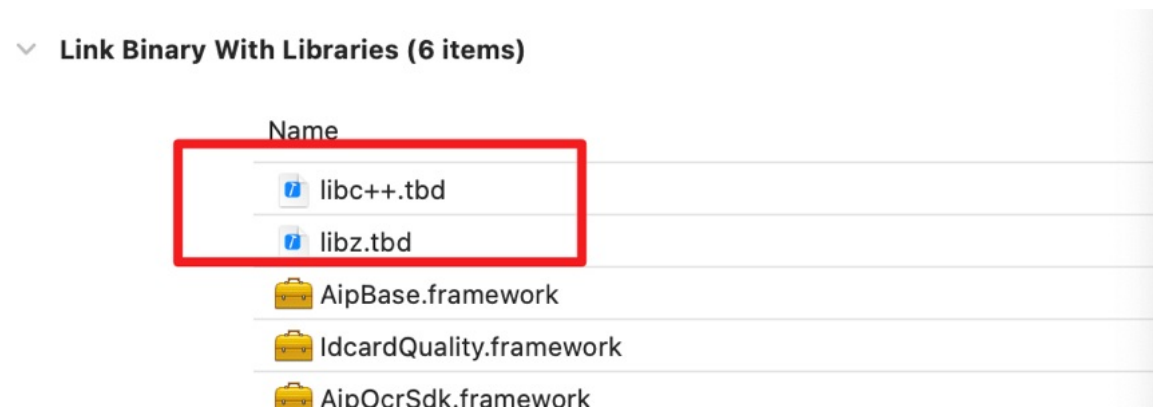 Link Binary With Libraries (6 items)
Name
libc++.tbd
libz.tbd
AipBase.framework
IdcardQuality.framework
AipOcrSdk.framework